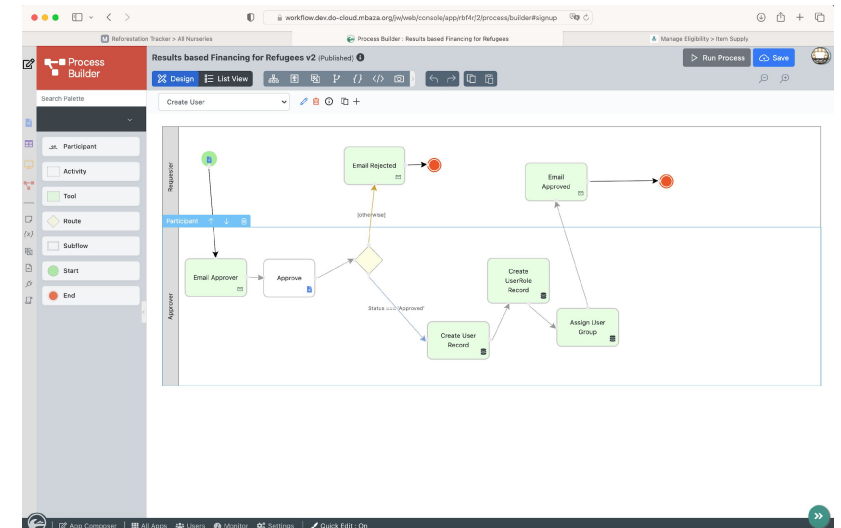 workflow.dev.do-cloud.mbaza.org/jw/web/console/app/rbf4r/2/process/builder#signup
Reforestation Tracker > All Nurseries
Process Builder : Results based Financing for Refugees
Manage Eligibility > Item Supply
Process
Builder
Results based Financing for Refugees v2 (Published)
Run Process
Save
Design
List View
Search Palette
Create User
Participant
Activity
Tool
Route
Subflow
Start
End
Requester
Email Rejected
Email
Approved
[otherwise]
Participant
Approver
Email Approver
Approve
Create
UserRole
Record
Status === 'Approved'
Create User
Record
Assign User
Group
App Composer
All Apps
Users
Monitor
Settings
Quick Edit : On